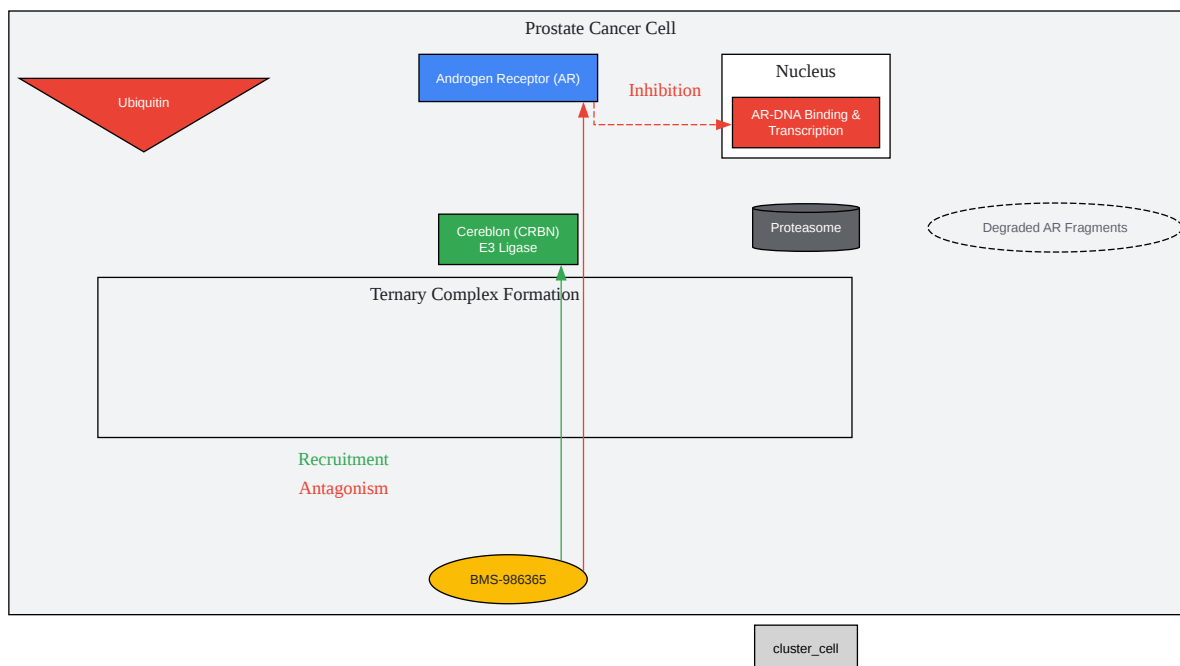 Prostate Cancer Cell
Ubiquitin
Androgen Receptor (AR)
Inhibition
Nucleus
AR-DNA Binding &
Transcription
Cereblon (CRBN)
E3 Ligase
Proteasome
Degraded AR Fragments
Ternary Complex Formation
Recruitment
Antagonism
BMS-986365
cluster_cell